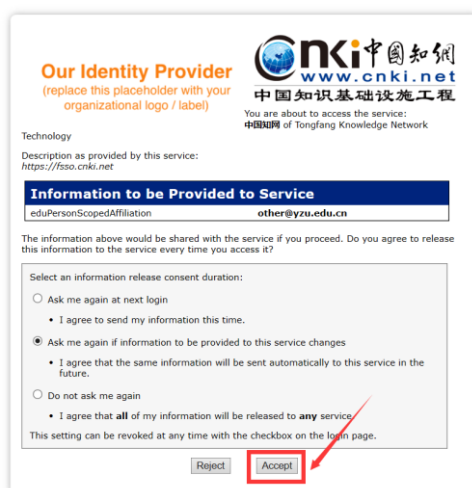 Our Identity Provider
(replace this placeholder with your
organizational logo / label)
cnki中国知网
www.cnki.net
中国知识基础设施工程
You are about to access the service:
中国知网 of Tongfang Knowledge Network
Technology
Description as provided by this service:
https://fsso.cnki.net
Information to be Provided to Service
eduPersonScopedAffiliation other@yzu.edu.cn
The information above would be shared with the service if you proceed. Do you agree to release
this information to the service every time you access it?
Select an information release consent duration:
Ask me again at next login
• I agree to send my information this time.
Ask me again if information to be provided to this service changes
• I agree that the same information will be sent automatically to this service in the
future.
Do not ask me again
• I agree that all of my information will be released to any service.
This setting can be revoked at any time with the checkbox on the login page.
Reject Accept